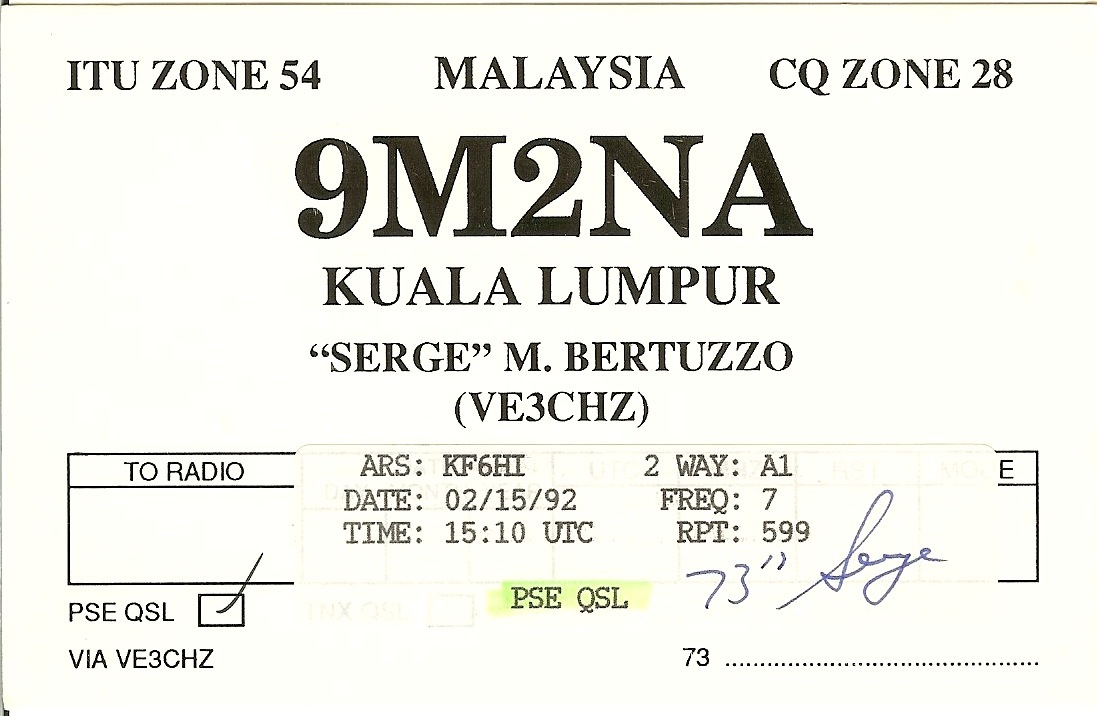 ITU ZONE 54 MALAYSIA CQ ZONE 28
9M2NA
KUALA LUMPUR
“SERGE” M. BERTUZZO
(VE3CHZ)
TO RADIO
ARS: KF6HI 2 WAY: A1
DATE: 02/15/92 FREQ: 7
TIME: 15:10 UTC RPT: 599
73" Serge
PSE QSL
PSE QSL THX QSL
VIA VE3CHZ 73